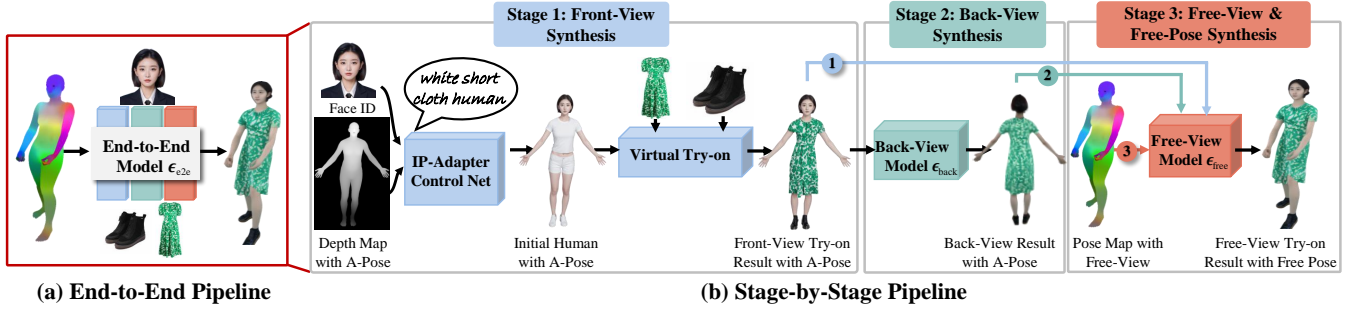 Stage 1: Front-View
Synthesis
Stage 2: Back-View
Synthesis
Stage 3: Free-View &
Free-Pose Synthesis
End-to-End
Model ϵe2e
Face ID
white short
cloth human
IP-Adapter
Control Net
Virtual Try-on
1
Back-View
Model ϵback
2
3
Free-View
Model ϵfree
Depth Map
with A-Pose
Initial Human
with A-Pose
Front-View Try-on
Result with A-Pose
Back-View Result
with A-Pose
Pose Map with
Free-View
Free-View Try-on
Result with Free Pose
(a) End-to-End Pipeline
(b) Stage-by-Stage Pipeline